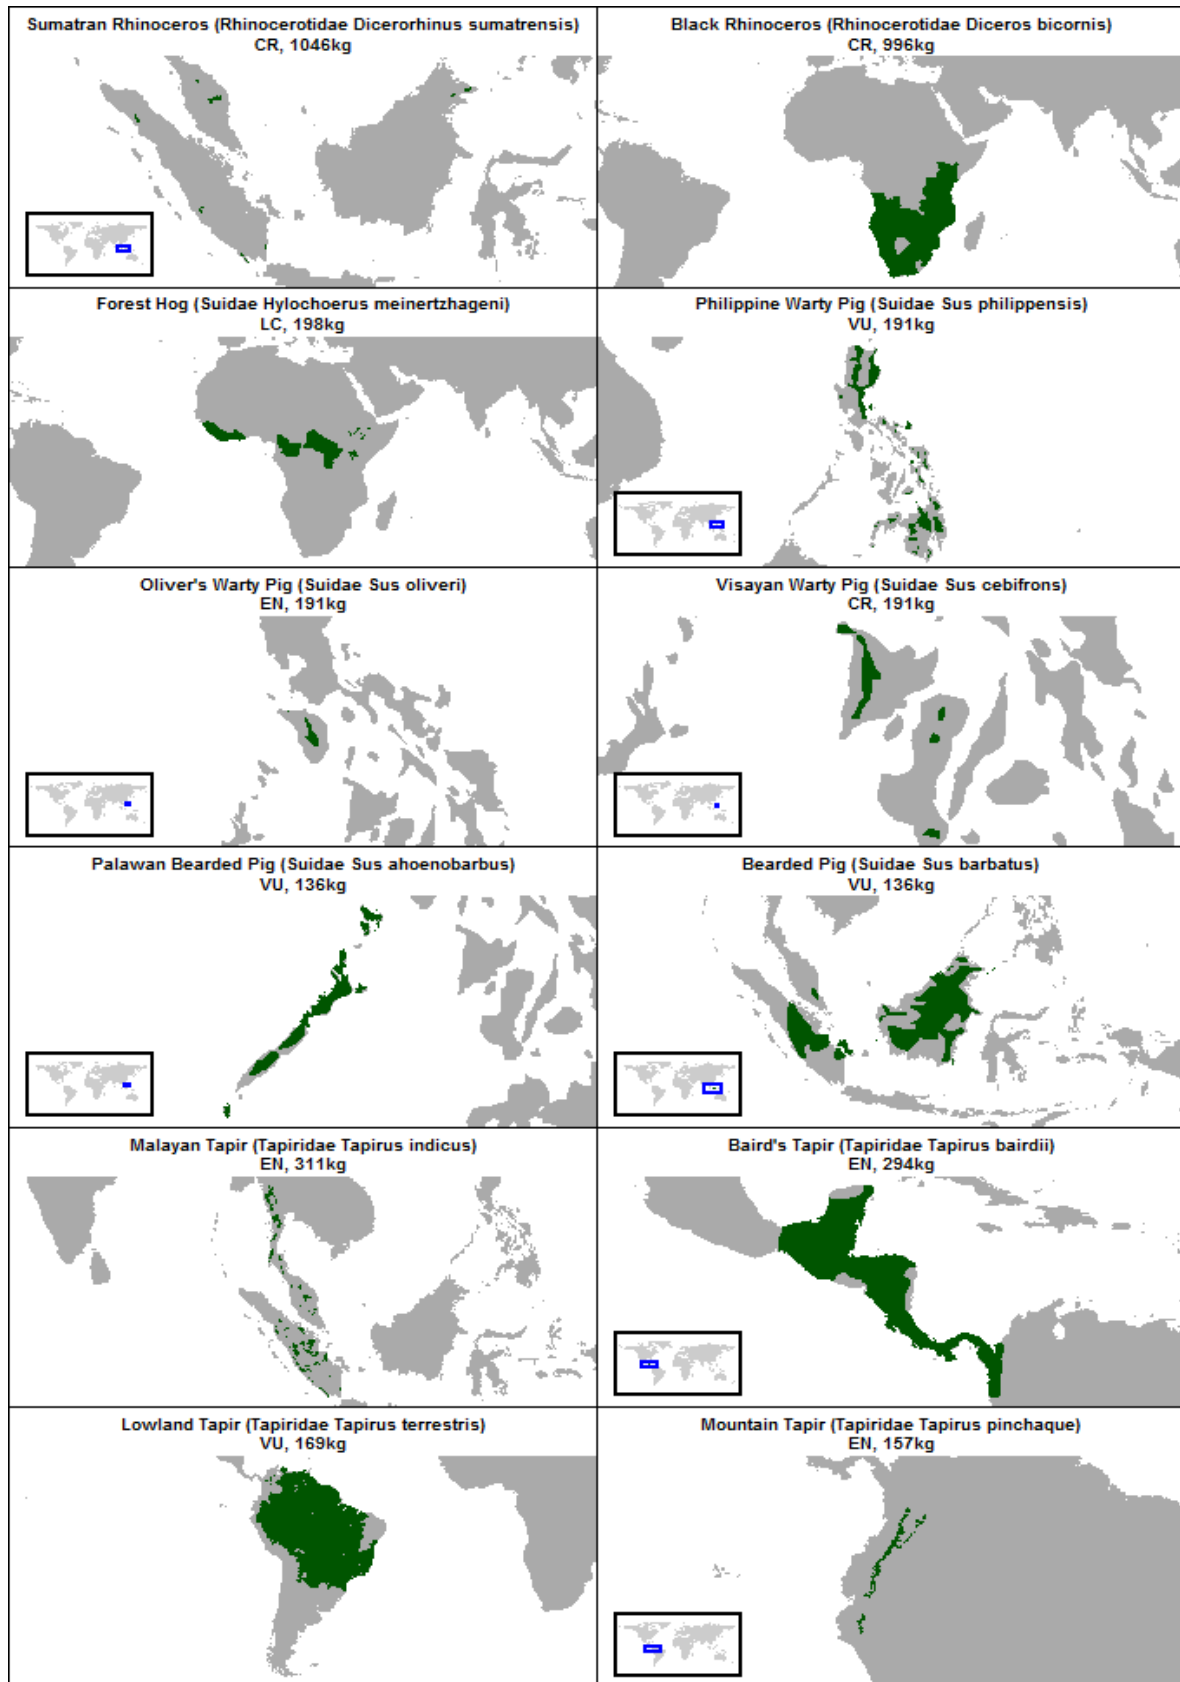 Sumatran Rhinoceros (Rhinocerotidae Dicerorhinus sumatrensis)
CR, 1046kg
Black Rhinoceros (Rhinocerotidae Diceros bicornis)
CR, 996kg
Forest Hog (Suidae Hylochoerus meinertzhageni)
LC, 198kg
Philippine Warty Pig (Suidae Sus philippensis)
VU, 191kg
Oliver's Warty Pig (Suidae Sus oliveri)
EN, 191kg
Visayan Warty Pig (Suidae Sus cebifrons)
CR, 191kg
Palawan Bearded Pig (Suidae Sus ahoenobarbus)
VU, 136kg
Bearded Pig (Suidae Sus barbatus)
VU, 136kg
Malayan Tapir (Tapiridae Tapirus indicus)
EN, 311kg
Baird's Tapir (Tapiridae Tapirus bairdii)
EN, 294kg
Lowland Tapir (Tapiridae Tapirus terrestris)
VU, 169kg
Mountain Tapir (Tapiridae Tapirus pinchaque)
EN, 157kg